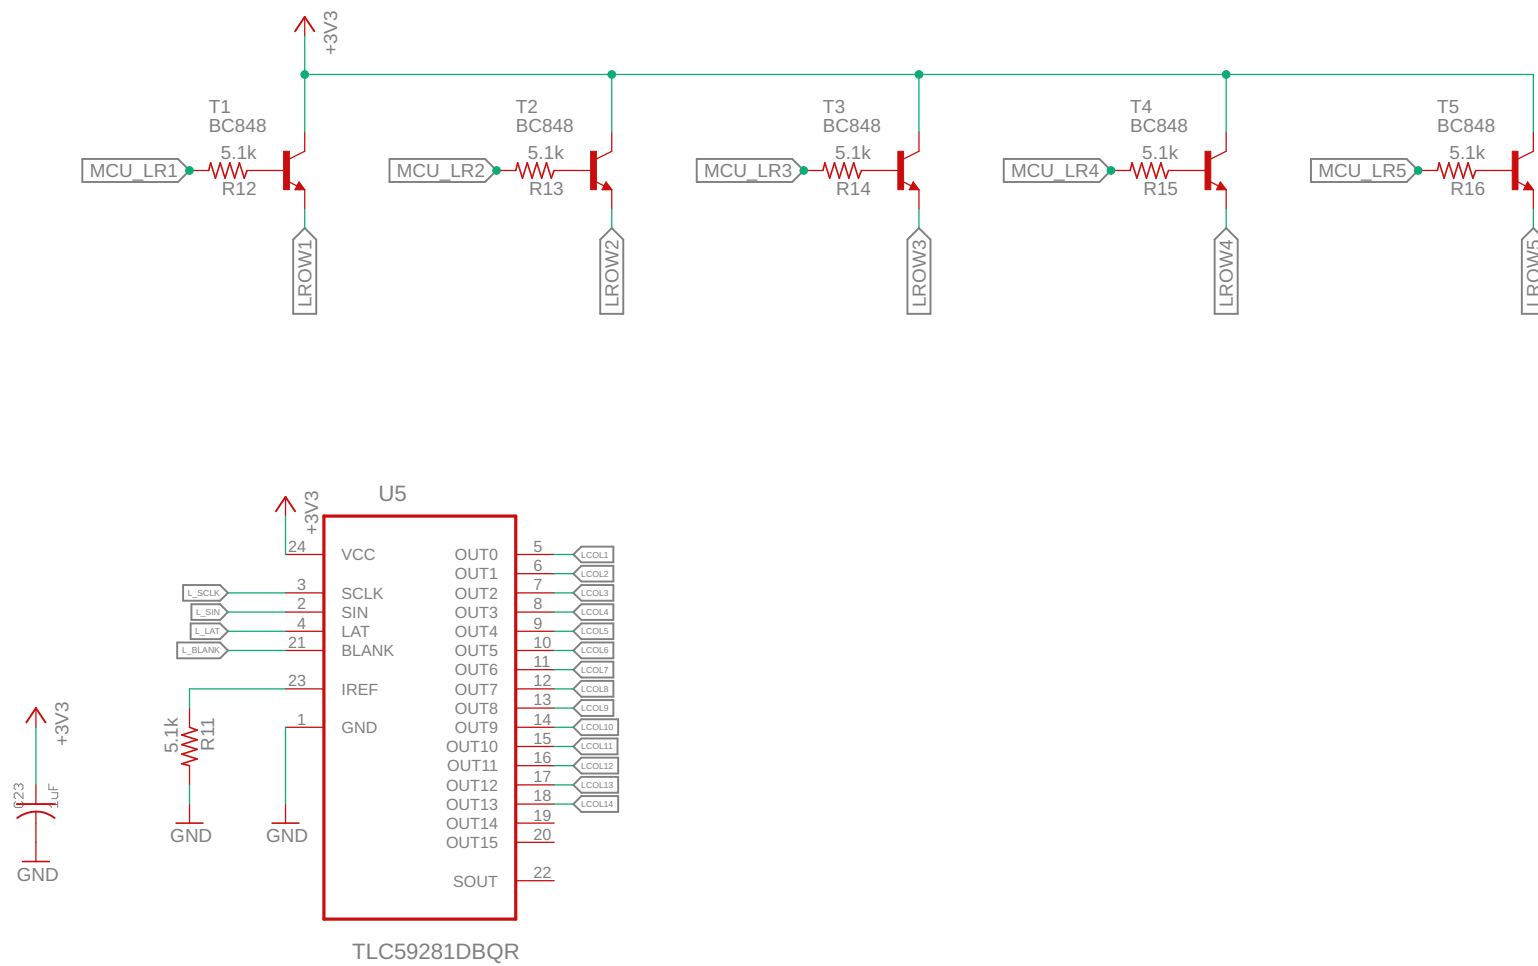 +3V3
T1
BC848
5.1k
MCU_LR1
R12
LROW1
T2
BC848
5.1k
MCU_LR2
R13
LROW2
T3
BC848
5.1k
MCU_LR3
R14
LROW3
T4
BC848
5.1k
MCU_LR4
R15
LROW4
T5
BC848
5.1k
MCU_LR5
R16
LROW5
U5
+3V3
24 VCC
3 SCLK
2 SIN
4 LAT
21 BLANK
23 IREF
1 GND
L_SCLK
L_SIN
L_LAT
L_BLANK
OUT0 5 LCOL1
OUT1 6 LCOL2
OUT2 7 LCOL3
OUT3 8 LCOL4
OUT4 9 LCOL5
OUT5 10 LCOL6
OUT6 11 LCOL7
OUT7 12 LCOL8
OUT8 13 LCOL9
OUT9 14 LCOL10
OUT10 15 LCOL11
OUT11 16 LCOL12
OUT12 17 LCOL13
OUT13 18 LCOL14
OUT14 19
OUT15 20
SOUT 22
5.1k
R11
GND
GND
+3V3
C23
1uF
GND
TLC59281DBQR